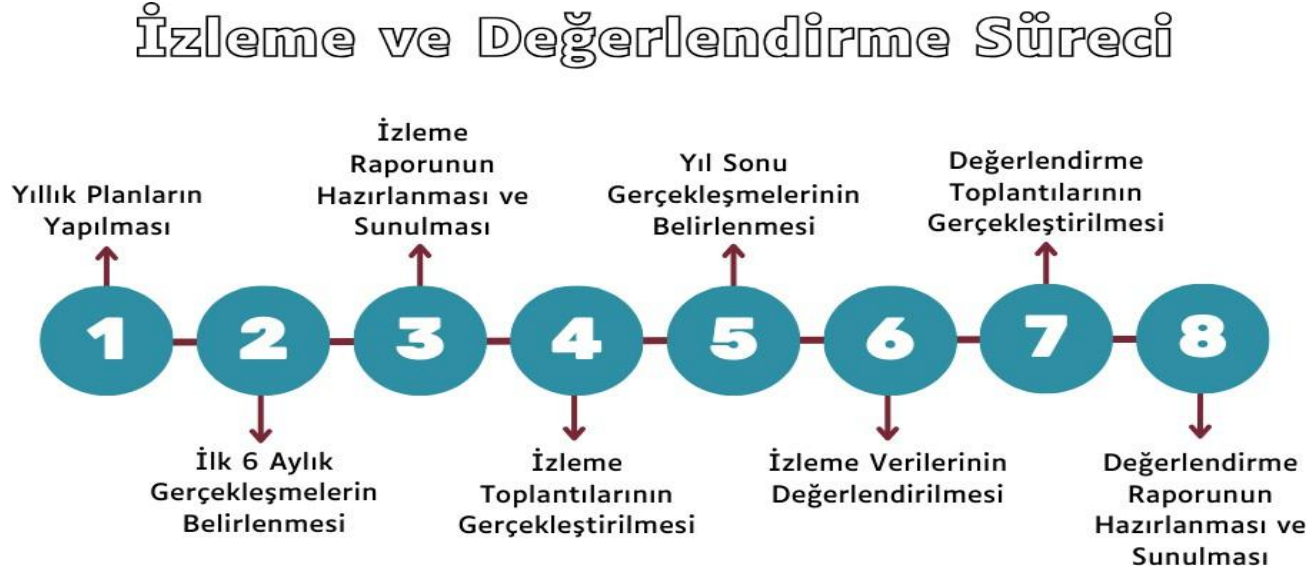 İzleme ve Değerlendirme Süreci
Yıllık Planların
Yapılması
İzleme
Raporunun
Hazırlanması ve
Sunulması
Yıl Sonu
Gerçekleşmelerinin
Belirlenmesi
Değerlendirme
Toplantılarının
Gerçekleştirilmesi
1
2
3
4
5
6
7
8
İlk 6 Aylık
Gerçekleşmelerin
Belirlenmesi
İzleme
Toplantılarının
Gerçekleştirilmesi
İzleme Verilerinin
Değerlendirilmesi
Değerlendirme
Raporunun
Hazırlanması ve
Sunulması